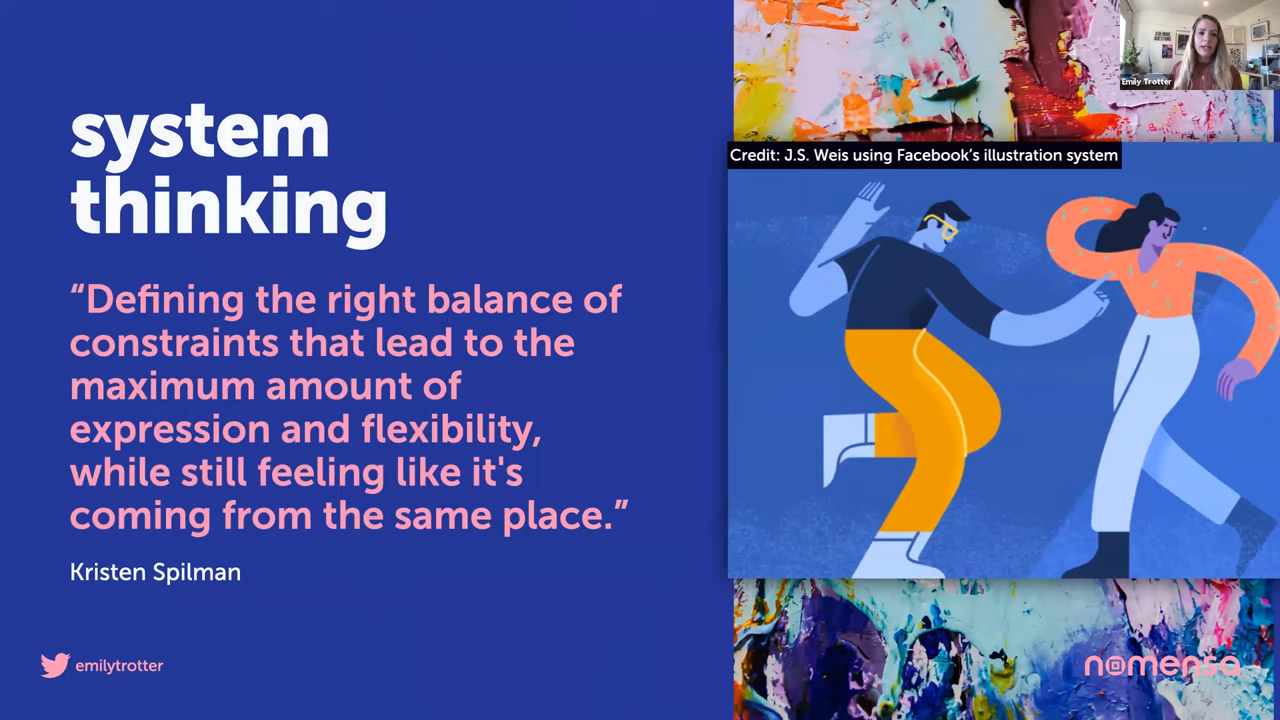 system
thinking
“Defining the right balance of
constraints that lead to the
maximum amount of
expression and flexibility,
while still feeling like it's
coming from the same place.”
Kristen Spilman
emilytrotter
Emily Trotter
Credit: J.S. Weis using Facebook’s illustration system
nomensa